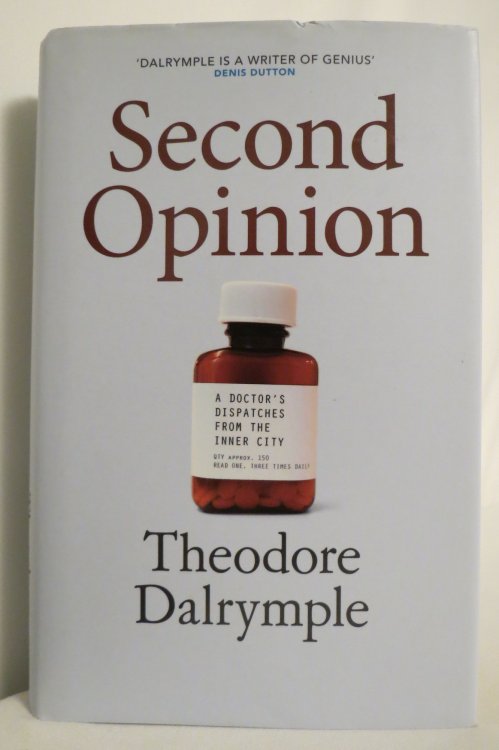 'DALRYMPLE IS A WRITER OF GENIUS'
DENIS DUTTON
Second
Opinion
A DOCTOR'S
DISPATCHES
FROM THE
INNER CITY
QTY APPROX. 150
READ ONE, THREE TIMES DAILY
Theodore
Dalrymple